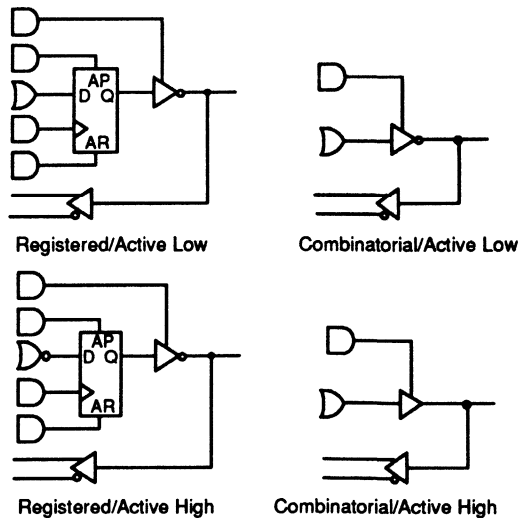 AP
D Q
AR
Registered/Active Low
Combinatorial/Active Low
AP
D Q
AR
Registered/Active High
Combinatorial/Active High